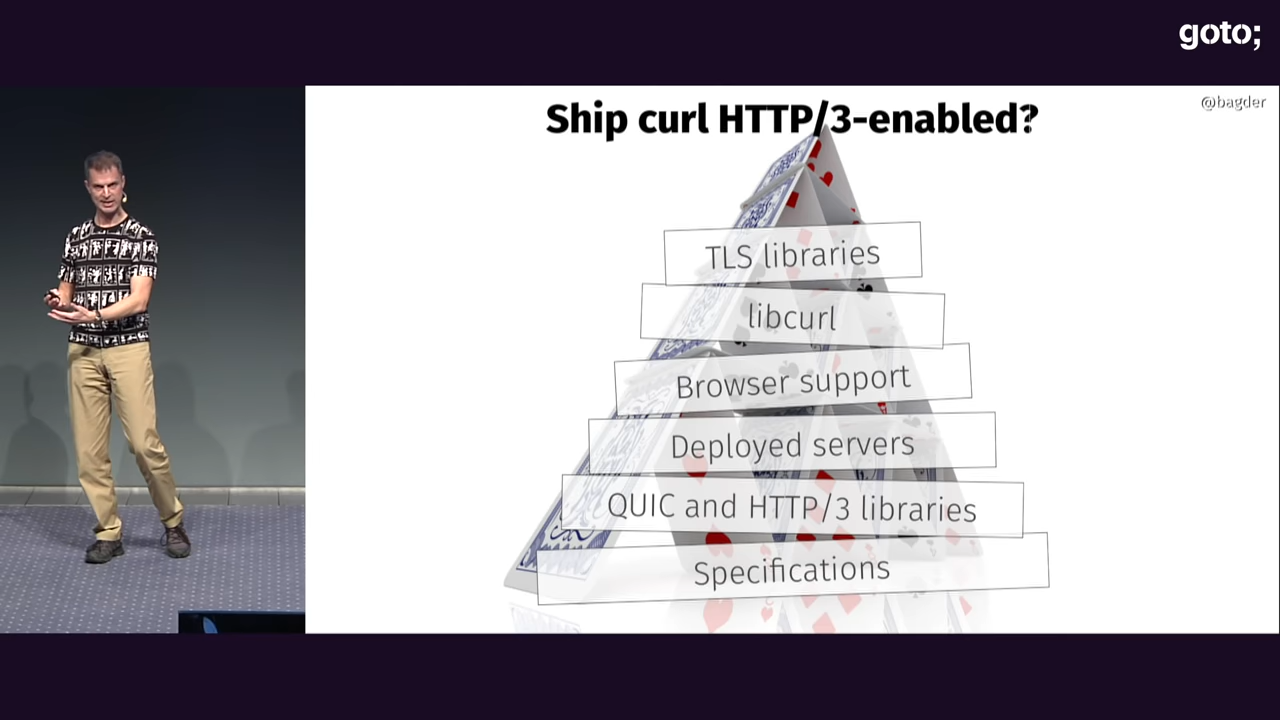 goto;
@bagder
Ship curl HTTP/3-enabled?
TLS libraries
libcurl
Browser support
Deployed servers
QUIC and HTTP/3 libraries
Specifications